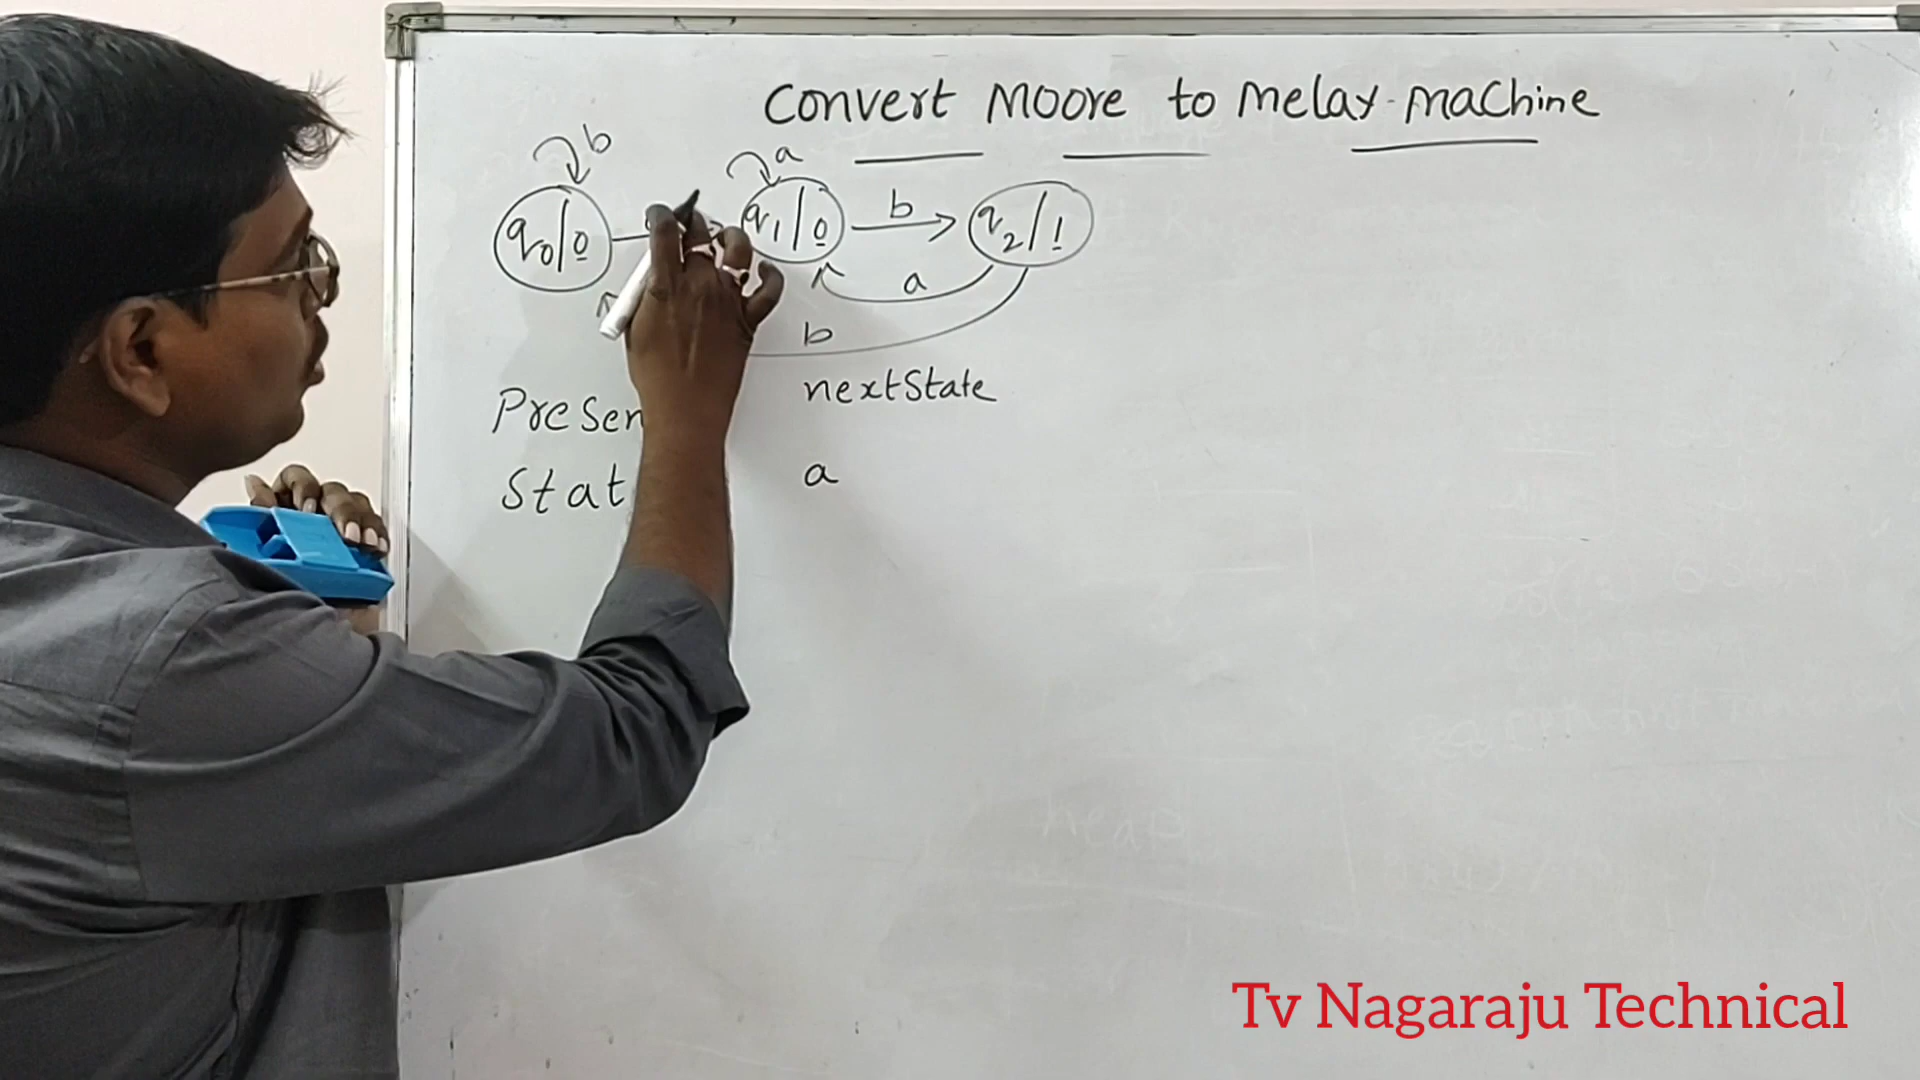 Convert Moore to Melay-machine
b a
q0/0 q1/0 b q2/1
a
b
nextState
Presen
Stat a
Tv Nagaraju Technical